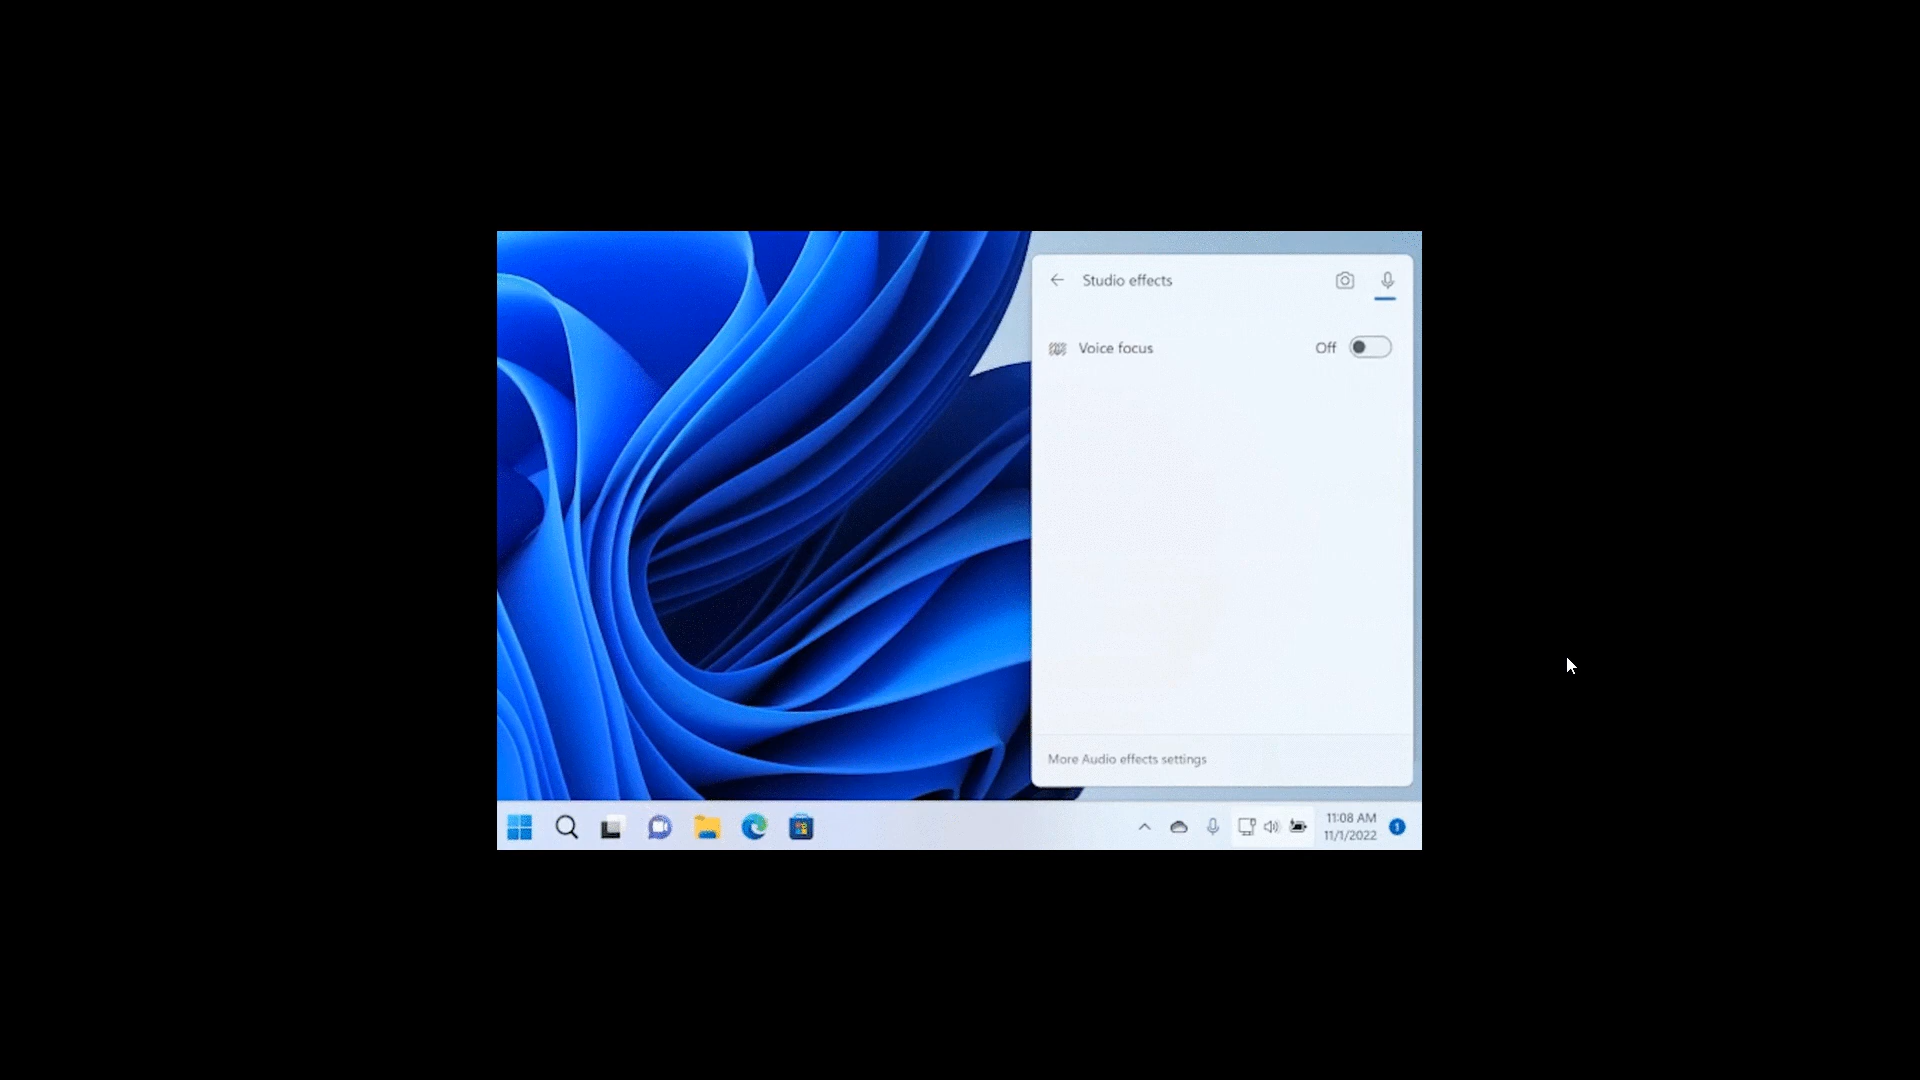 Studio effects
Voice focus Off
More Audio effects settings
11:08 AM
11/1/2022
1